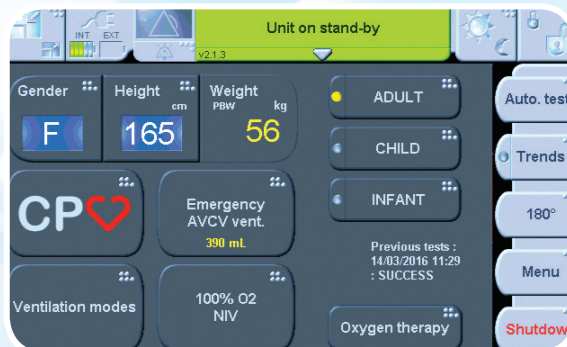 INT EXT
v2.1.3
Unit on stand-by
Gender
F
Height
cm
165
Weight
PBW kg
56
ADULT
CHILD
INFANT
CP
Emergency
AVCV vent.
390 mL
Previous tests :
14/03/2016 11:29
: SUCCESS
Ventilation modes
100% O2
NIV
Oxygen therapy
Auto. test
Trends
180°
Menu
Shutdow